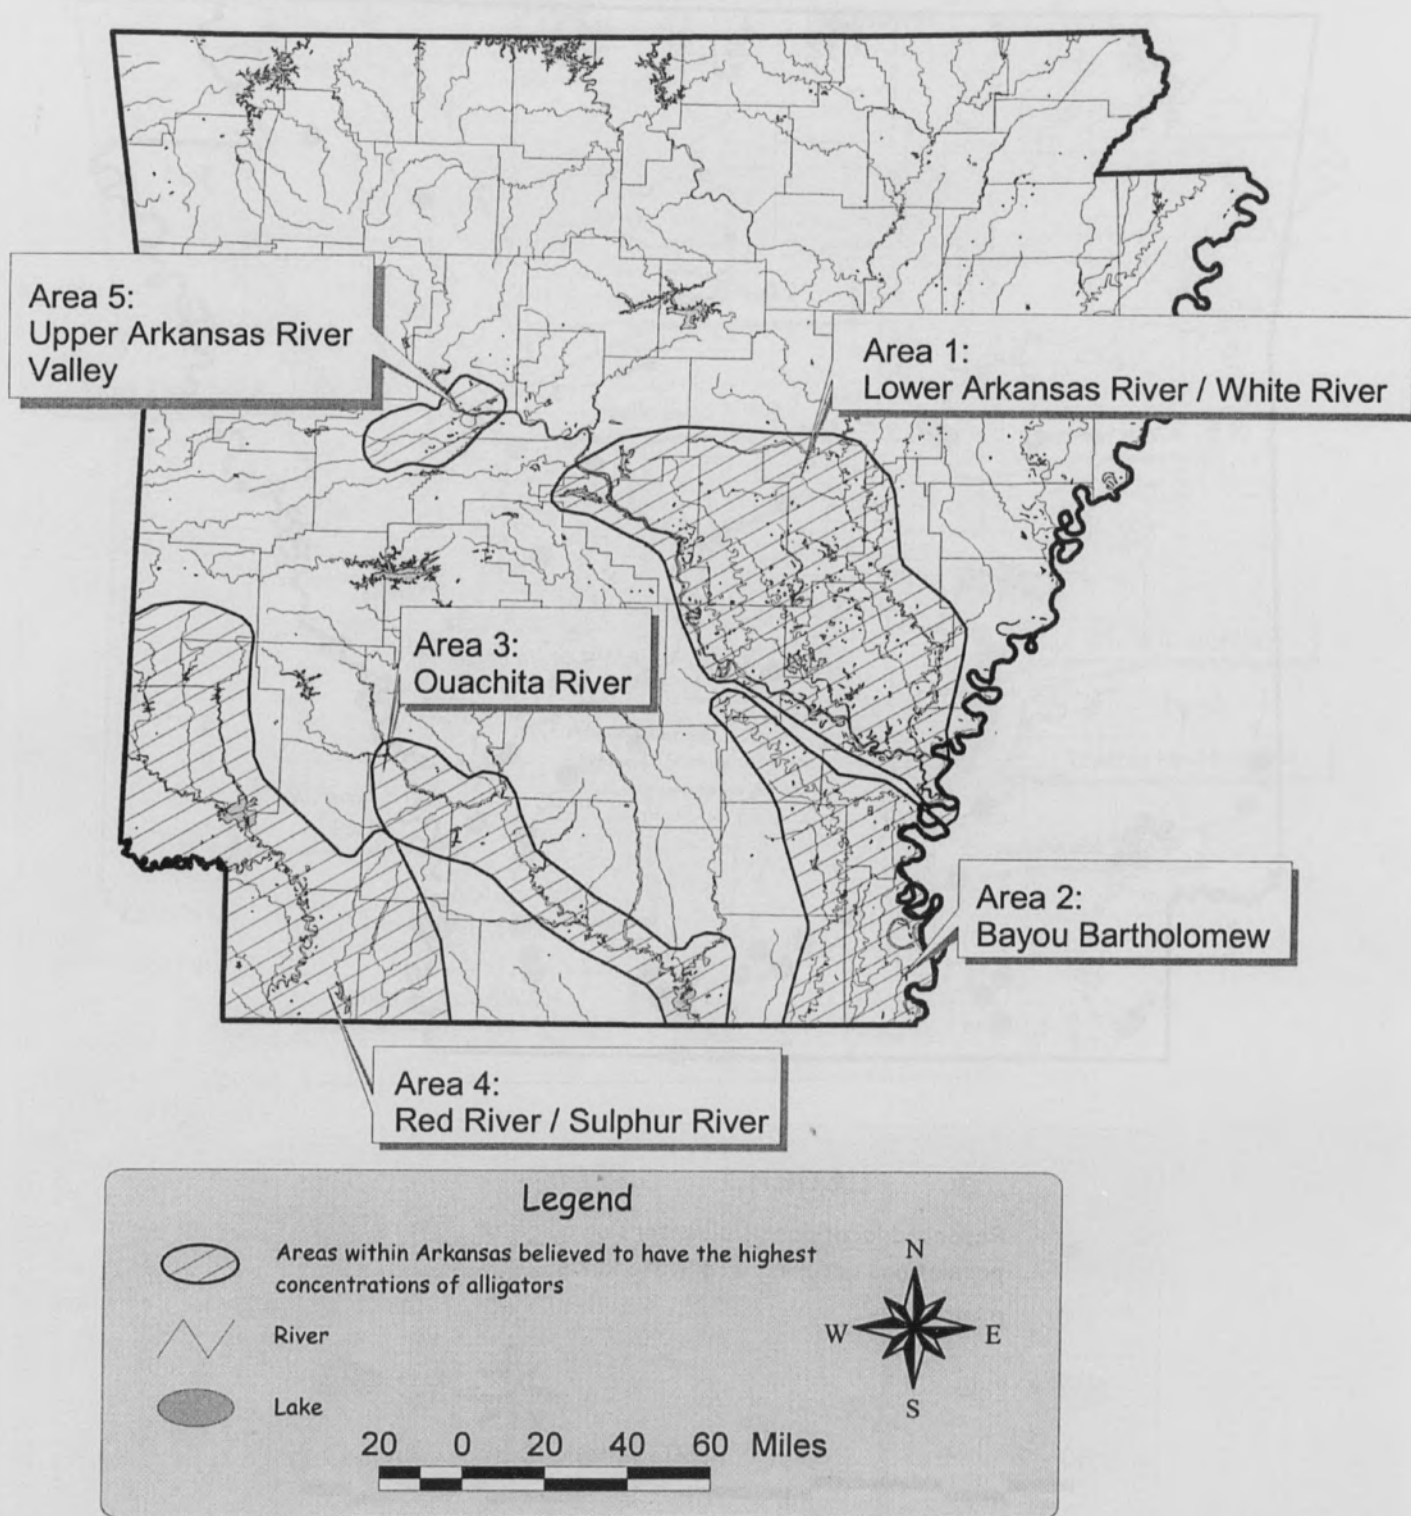 Area 5:
Upper Arkansas River
Valley
Area 1:
Lower Arkansas River / White River
Area 3:
Ouachita River
Area 2:
Bayou Bartholomew
Area 4:
Red River / Sulphur River
Legend
Areas within Arkansas believed to have the highest
concentrations of alligators
River
Lake
N
W E
S
20 0 20 40 60 Miles